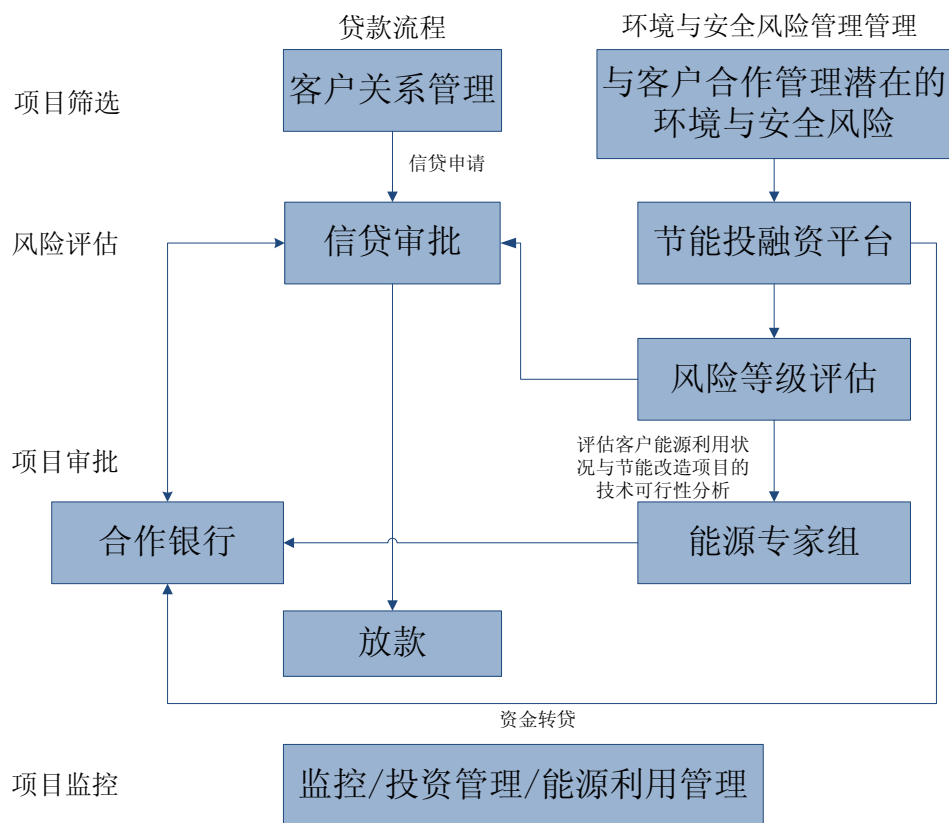 贷款流程
环境与安全风险管理管理
项目筛选
客户关系管理
与客户合作管理潜在的
环境与安全风险
信贷申请
风险评估
信贷审批
节能投融资平台
风险等级评估
项目审批
评估客户能源利用状
况与节能改造项目的
技术可行性分析
合作银行
能源专家组
放款
资金转贷
项目监控
监控/投资管理/能源利用管理